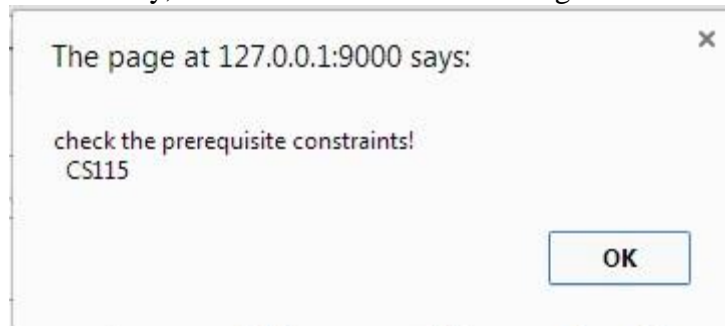 The page at 127.0.0.1:9000 says:
check the prerequisite constraints!
CS115
OK